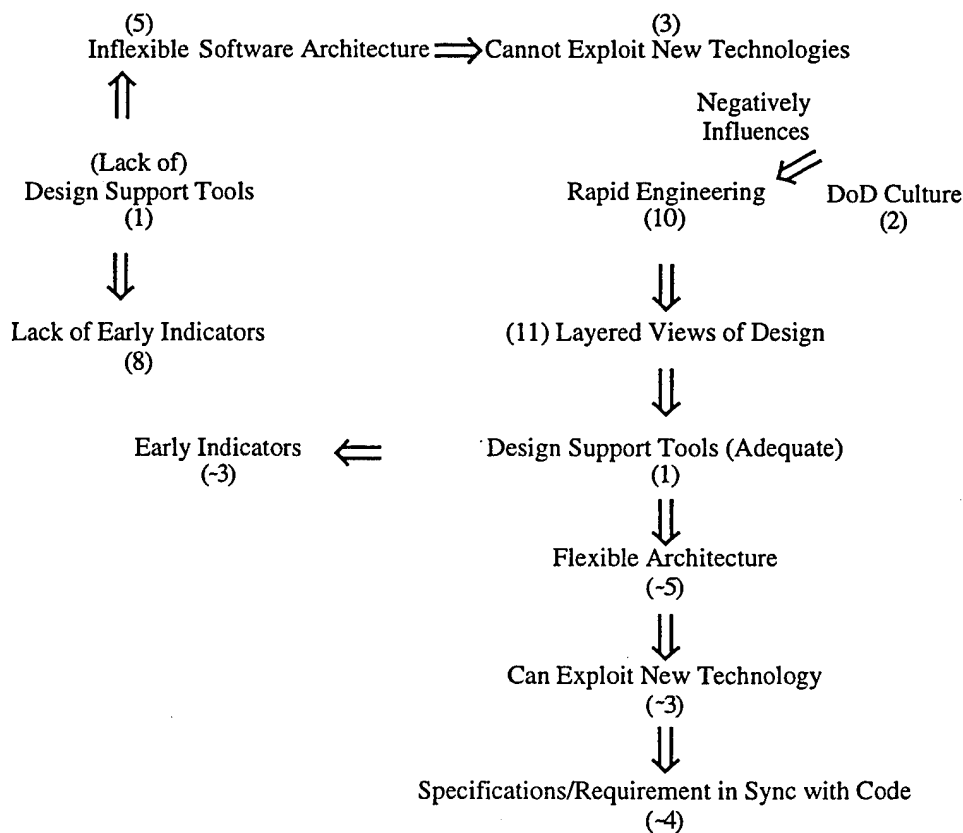 (5)
Inflexible Software Architecture
(3)
Cannot Exploit New Technologies
Negatively
Influences
(Lack of)
Design Support Tools
(1)
Rapid Engineering
(10)
DoD Culture
(2)
Lack of Early Indicators
(8)
(11) Layered Views of Design
Early Indicators
(~3)
Design Support Tools (Adequate)
(1)
Flexible Architecture
(~5)
Can Exploit New Technology
(~3)
Specifications/Requirement in Sync with Code
(~4)